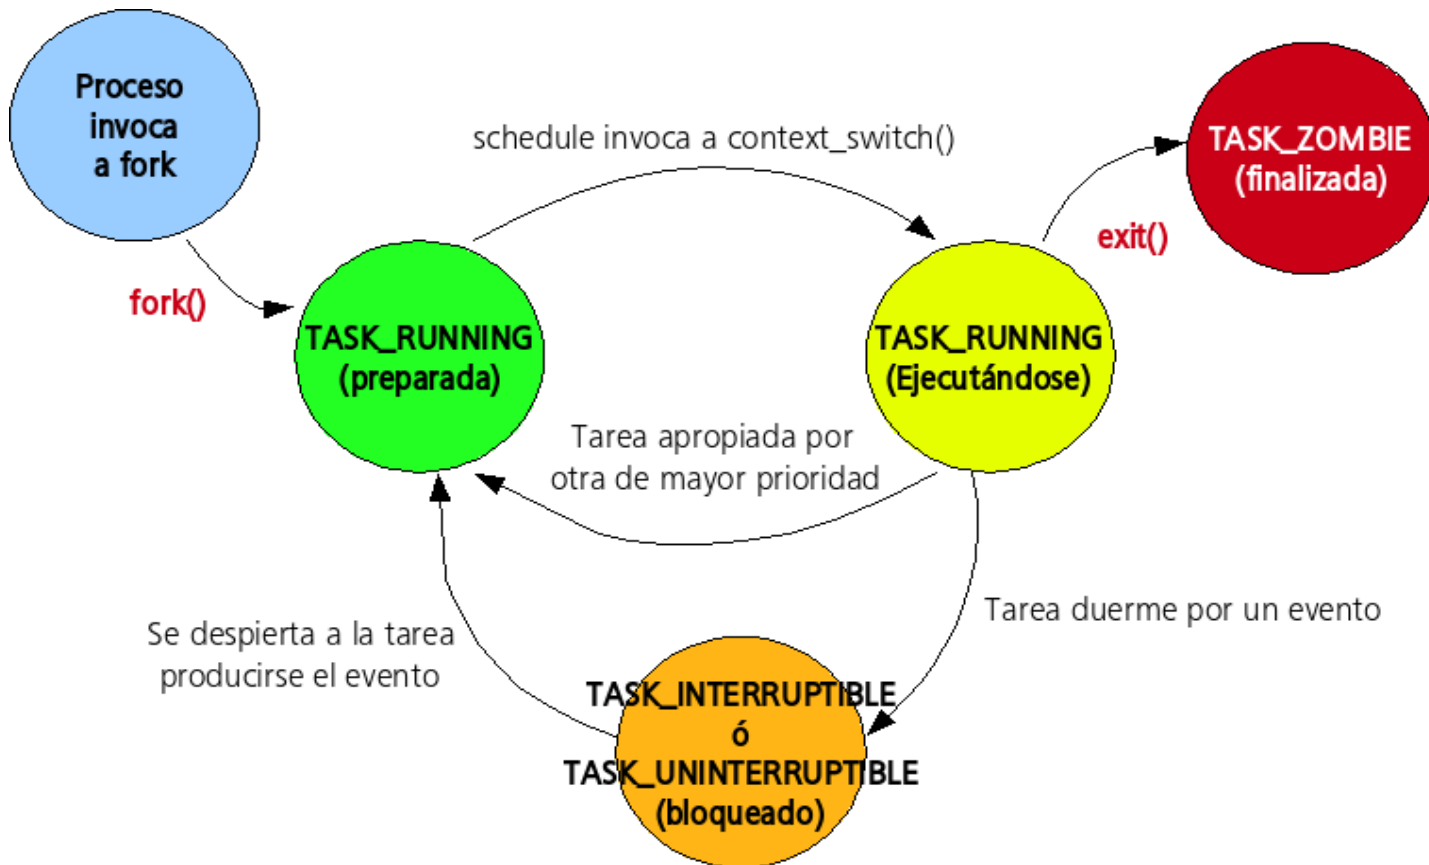 Proceso
invoca
a fork
schedule invoca a context_switch()
TASK_ZOMBIE
(finalizada)
exit()
fork()
TASK_RUNNING
(preparada)
TASK_RUNNING
(Ejecutándose)
Tarea apropiada por
otra de mayor prioridad
Tarea duerme por un evento
Se despierta a la tarea
producirse el evento
TASK_INTERRUPTIBLE
ó
TASK_UNINTERRUPTIBLE
(bloqueado)